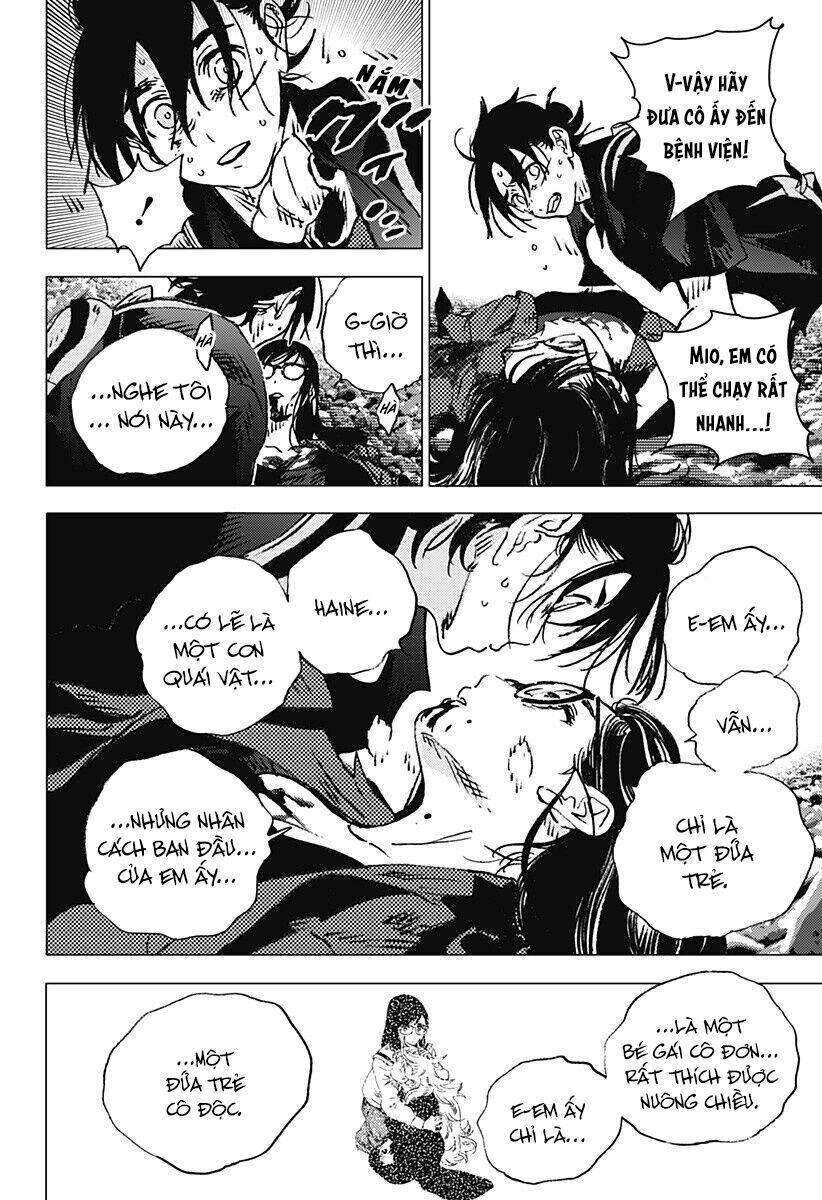 V-VẬY HÃY
ĐƯA CÔ ẤY ĐẾN
BỆNH VIỆN!
MIO, EM CÓ
THỂ CHẠY RẤT
NHANH...!
NẮM
!
G-GIỜ
THÌ...
HA
HA
...NGHE TÔI
... NÓI NÀY...
E-EM ẤY...
VẪN...
CHỈ LÀ
MỘT ĐỨA
TRẺ.
HAINE...
...CÓ LẼ LÀ
MỘT CON
QUÁI VẬT...
...NHƯNG NHÂN
CÁCH BAN ĐẦU...
CỦA EM ẤY...
...LÀ MỘT
BÉ GÁI CÔ ĐƠN...
RẤT THÍCH ĐƯỢC
NUÔNG CHIỀU.
E-EM ẤY
CHỈ LÀ...
...MỘT
ĐỨA TRẺ
CÔ ĐỘC.